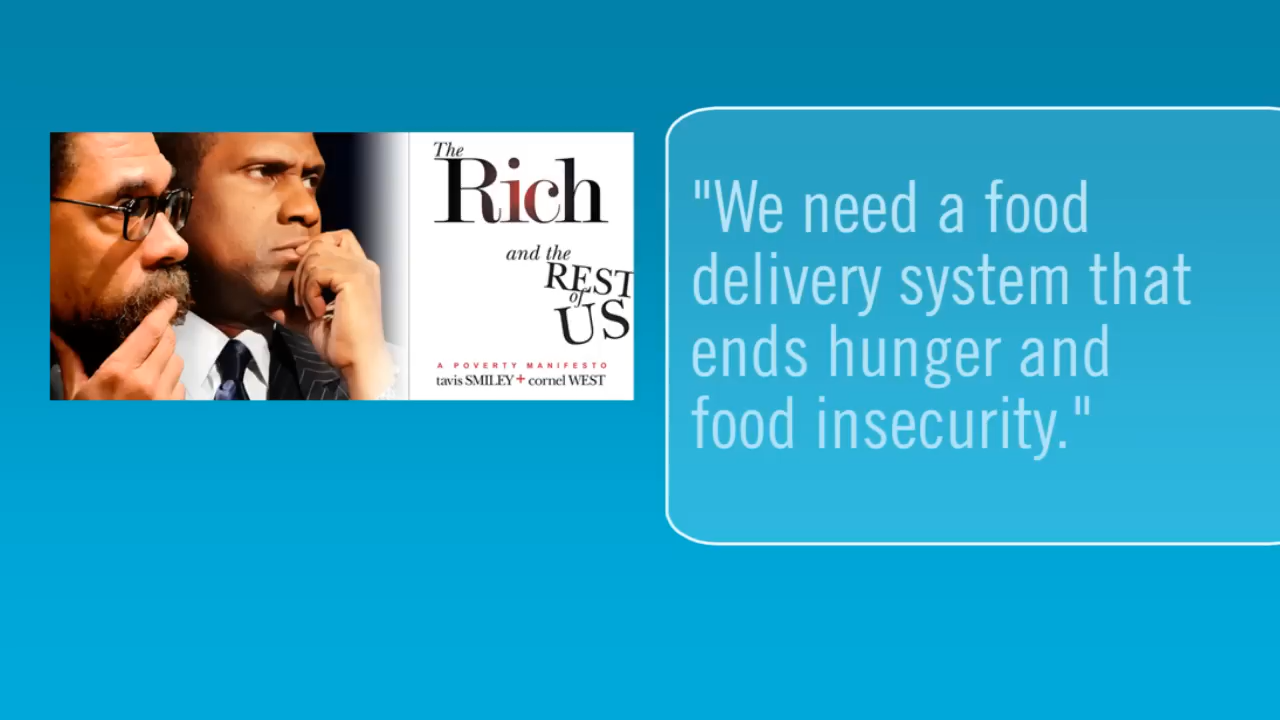 The
Rich
and the
REST
of
US
A POVERTY MANIFESTO
tavis SMILEY + cornel WEST
"We need a food
delivery system that
ends hunger and
food insecurity."